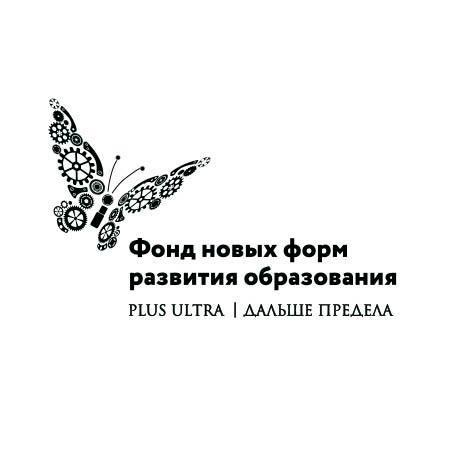 Фонд новых форм
развития образования
PLUS ULTRA | ДАЛЬШЕ ПРЕДЕЛА